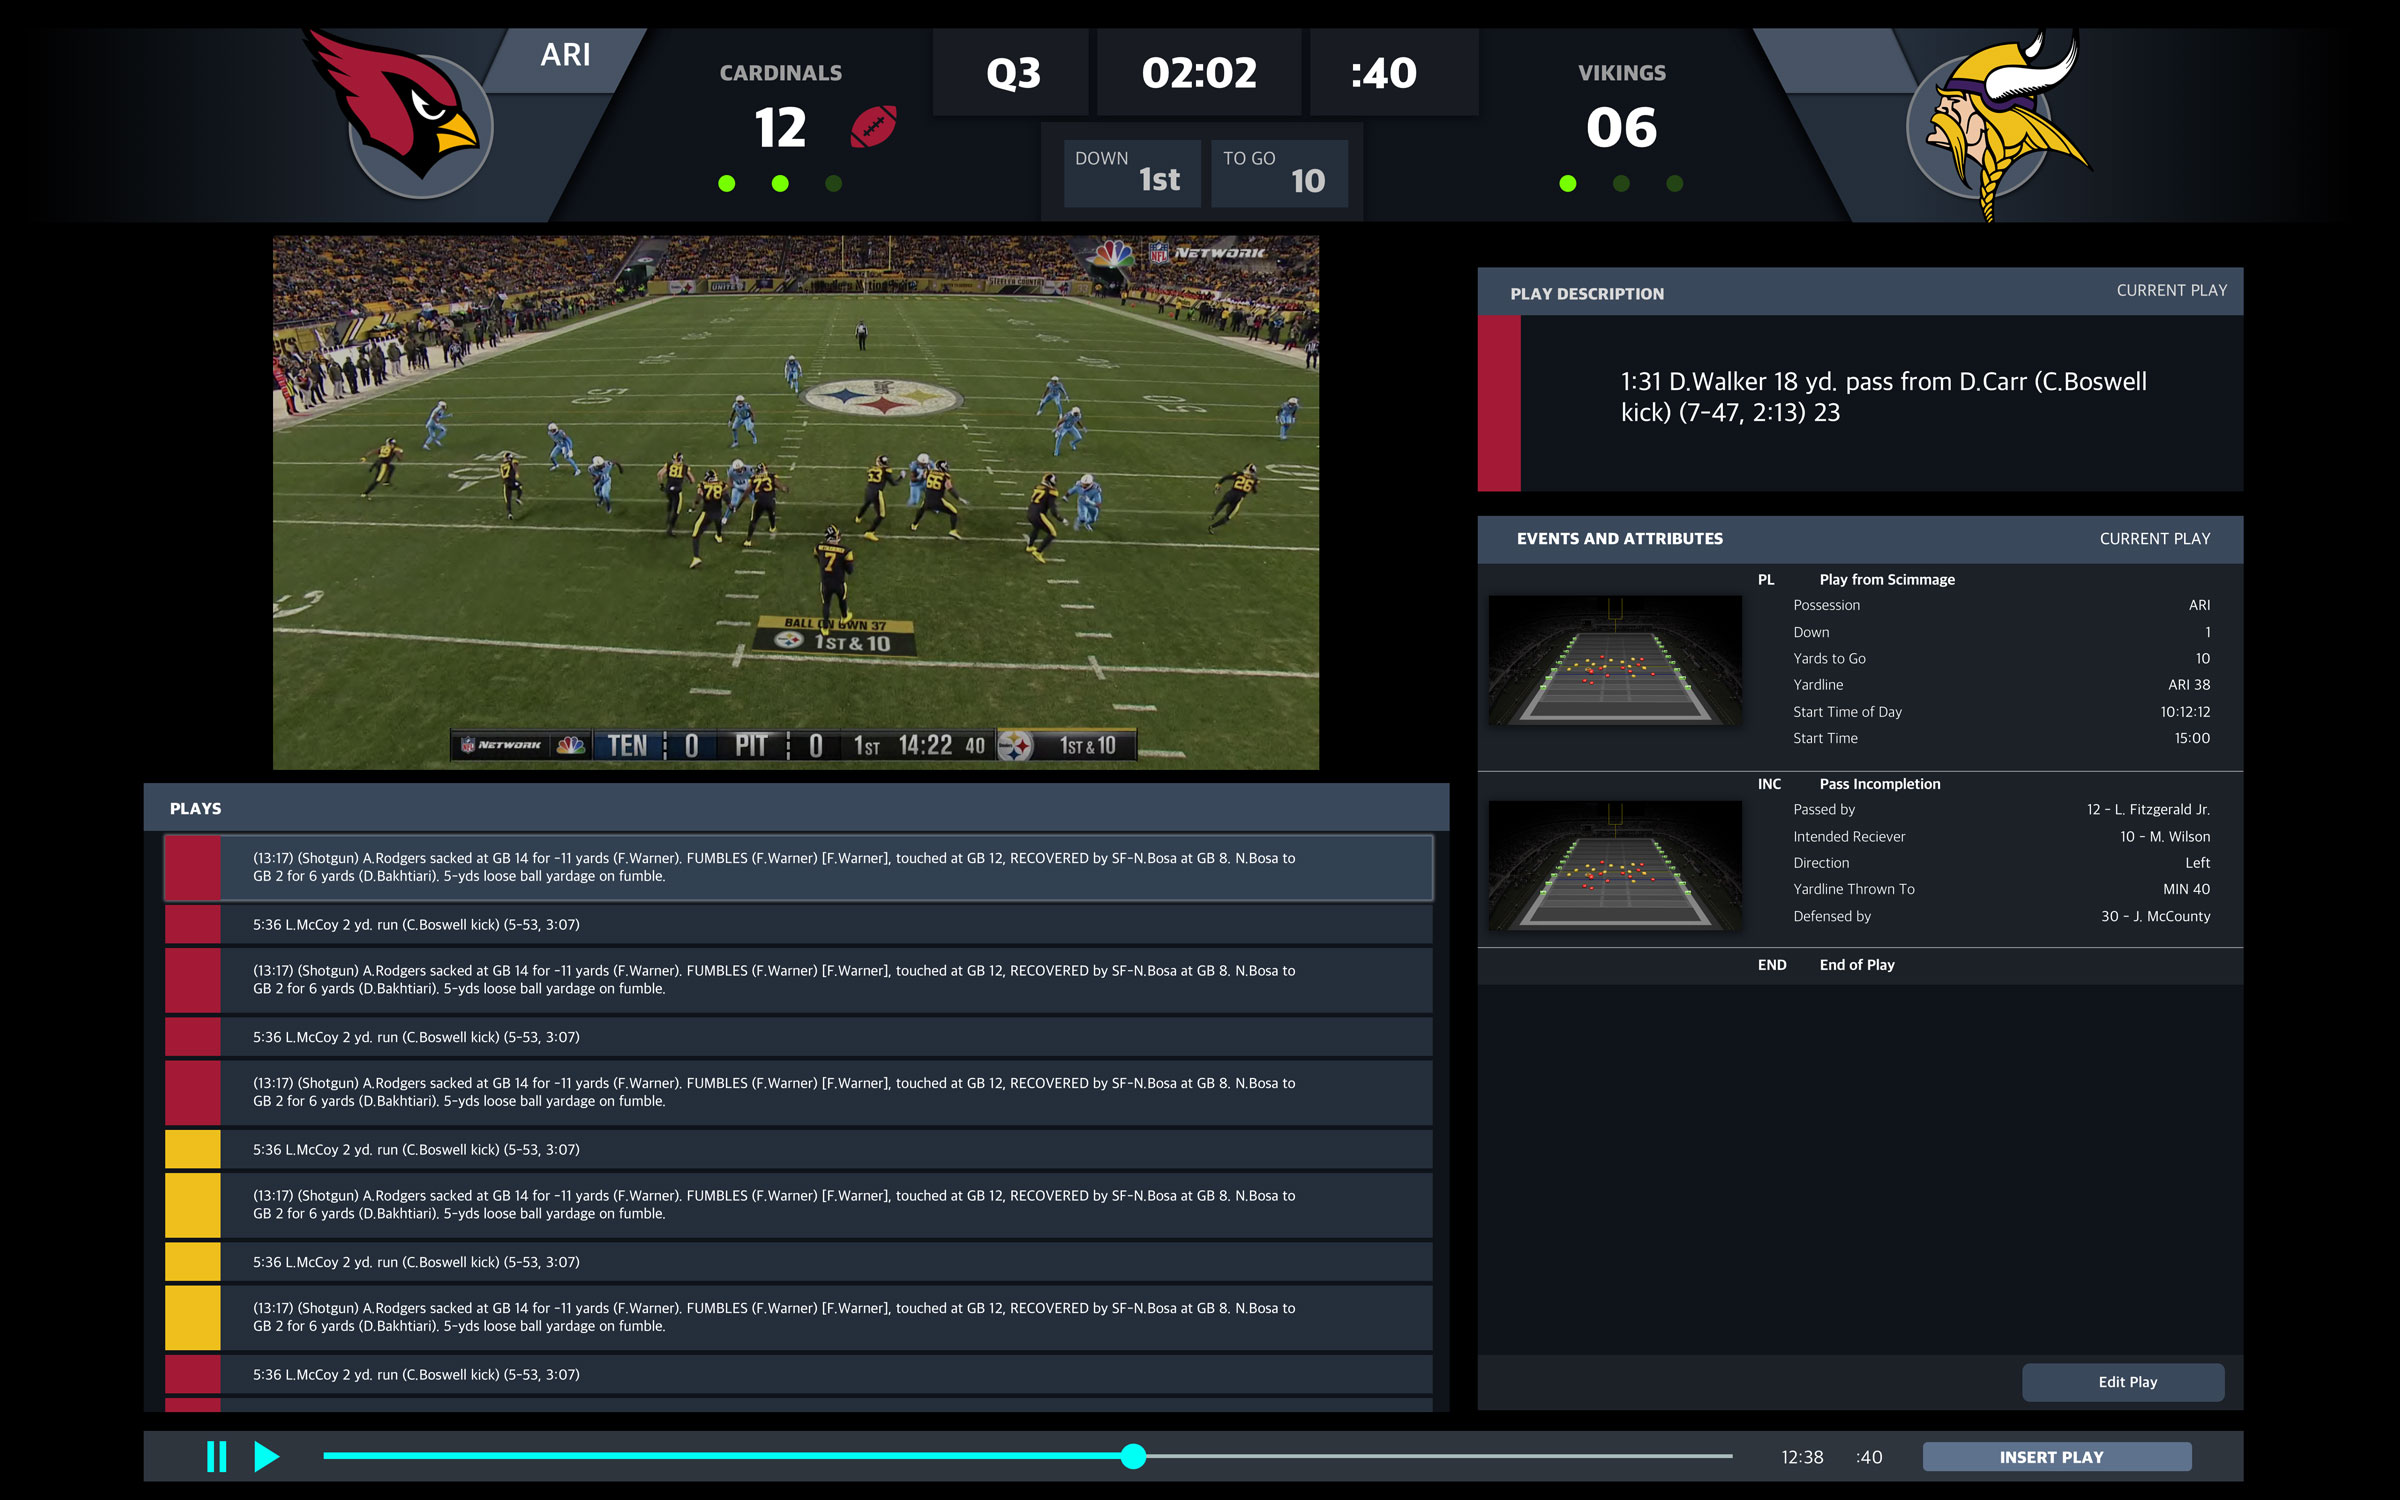 ARI
CARDINALS
12
Q3
02:02
:40
VIKINGS
06
DOWN
1st
TO GO
10
NETWORK
BALL ON OWN 37
1ST & 10
NETWORK
TEN 0 PIT 0 1ST 14:22 40 1ST & 10
PLAY DESCRIPTION
CURRENT PLAY
1:31 D.Walker 18 yd. pass from D.Carr (C.Boswell
kick) (7-47, 2:13) 23
EVENTS AND ATTRIBUTES
CURRENT PLAY
PL Play from Scimmage
Possession ARI
Down 1
Yards to Go 10
Yardline ARI 38
Start Time of Day 10:12:12
Start Time 15:00
INC Pass Incompletion
Passed by 12 - L. Fitzgerald Jr.
Intended Reciever 10 - M. Wilson
Direction Left
Yardline Thrown To MIN 40
Defensed by 30 - J. McCounty
END End of Play
Edit Play
PLAYS
(13:17) (Shotgun) A.Rodgers sacked at GB 14 for -11 yards (F.Warner). FUMBLES (F.Warner) [F.Warner], touched at GB 12, RECOVERED by SF-N.Bosa at GB 8. N.Bosa to
GB 2 for 6 yards (D.Bakhtiari). 5-yds loose ball yardage on fumble.
5:36 L.McCoy 2 yd. run (C.Boswell kick) (5-53, 3:07)
(13:17) (Shotgun) A.Rodgers sacked at GB 14 for -11 yards (F.Warner). FUMBLES (F.Warner) [F.Warner], touched at GB 12, RECOVERED by SF-N.Bosa at GB 8. N.Bosa to
GB 2 for 6 yards (D.Bakhtiari). 5-yds loose ball yardage on fumble.
5:36 L.McCoy 2 yd. run (C.Boswell kick) (5-53, 3:07)
(13:17) (Shotgun) A.Rodgers sacked at GB 14 for -11 yards (F.Warner). FUMBLES (F.Warner) [F.Warner], touched at GB 12, RECOVERED by SF-N.Bosa at GB 8. N.Bosa to
GB 2 for 6 yards (D.Bakhtiari). 5-yds loose ball yardage on fumble.
5:36 L.McCoy 2 yd. run (C.Boswell kick) (5-53, 3:07)
(13:17) (Shotgun) A.Rodgers sacked at GB 14 for -11 yards (F.Warner). FUMBLES (F.Warner) [F.Warner], touched at GB 12, RECOVERED by SF-N.Bosa at GB 8. N.Bosa to
GB 2 for 6 yards (D.Bakhtiari). 5-yds loose ball yardage on fumble.
5:36 L.McCoy 2 yd. run (C.Boswell kick) (5-53, 3:07)
(13:17) (Shotgun) A.Rodgers sacked at GB 14 for -11 yards (F.Warner). FUMBLES (F.Warner) [F.Warner], touched at GB 12, RECOVERED by SF-N.Bosa at GB 8. N.Bosa to
GB 2 for 6 yards (D.Bakhtiari). 5-yds loose ball yardage on fumble.
5:36 L.McCoy 2 yd. run (C.Boswell kick) (5-53, 3:07)
12:38
:40
INSERT PLAY